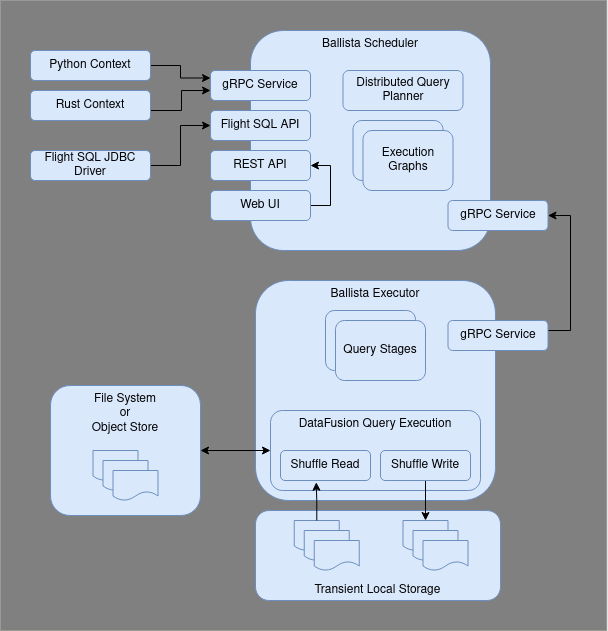 Ballista Scheduler
Python Context
Rust Context
Flight SQL JDBC
Driver
gRPC Service
Flight SQL API
REST API
Web UI
Distributed Query
Planner
Execution
Graphs
gRPC Service
Ballista Executor
Query Stages
gRPC Service
File System
or
Object Store
DataFusion Query Execution
Shuffle Read
Shuffle Write
Transient Local Storage